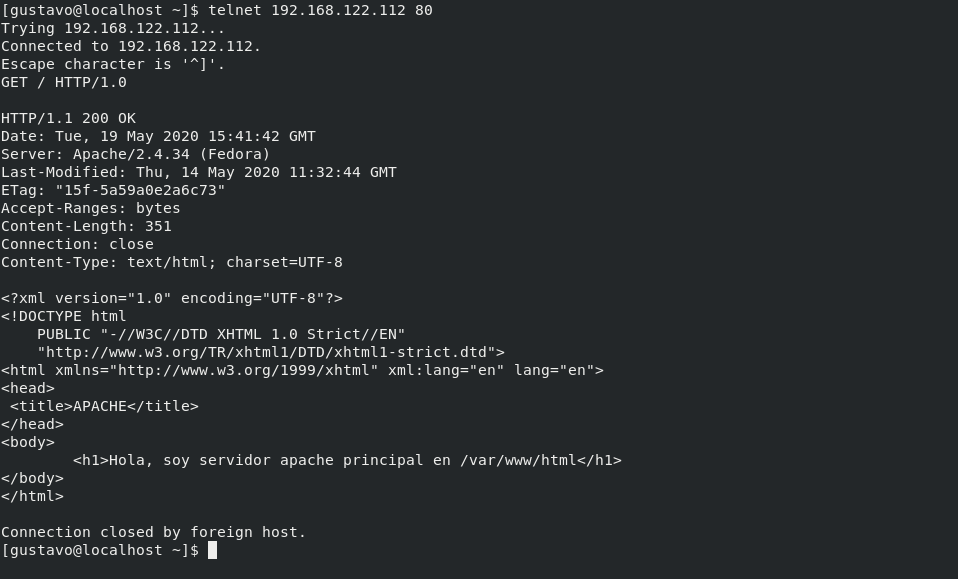 [gustavo@localhost ~]$ telnet 192.168.122.112 80
Trying 192.168.122.112...
Connected to 192.168.122.112.
Escape character is '^]'.
GET / HTTP/1.0

HTTP/1.1 200 OK
Date: Tue, 19 May 2020 15:41:42 GMT
Server: Apache/2.4.34 (Fedora)
Last-Modified: Thu, 14 May 2020 11:32:44 GMT
ETag: "15f-5a59a0e2a6c73"
Accept-Ranges: bytes
Content-Length: 351
Connection: close
Content-Type: text/html; charset=UTF-8

<?xml version="1.0" encoding="UTF-8"?>
<!DOCTYPE html
    PUBLIC "-//W3C//DTD XHTML 1.0 Strict//EN"
    "http://www.w3.org/TR/xhtml1/DTD/xhtml1-strict.dtd">
<html xmlns="http://www.w3.org/1999/xhtml" xml:lang="en" lang="en">
<head>
 <title>APACHE</title>
</head>
<body>
        <h1>Hola, soy servidor apache principal en /var/www/html</h1>
</body>
</html>

Connection closed by foreign host.
[gustavo@localhost ~]$